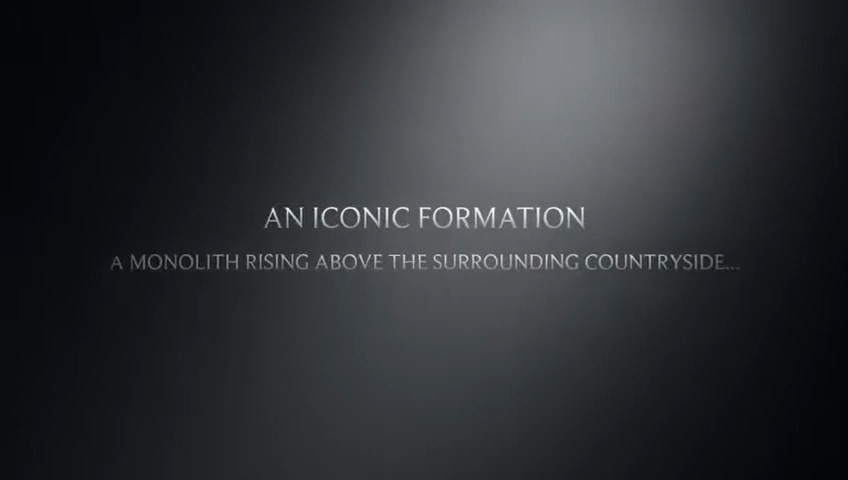 AN ICONIC FORMATION
A MONOLITH RISING ABOVE THE SURROUNDING COUNTRYSIDE...